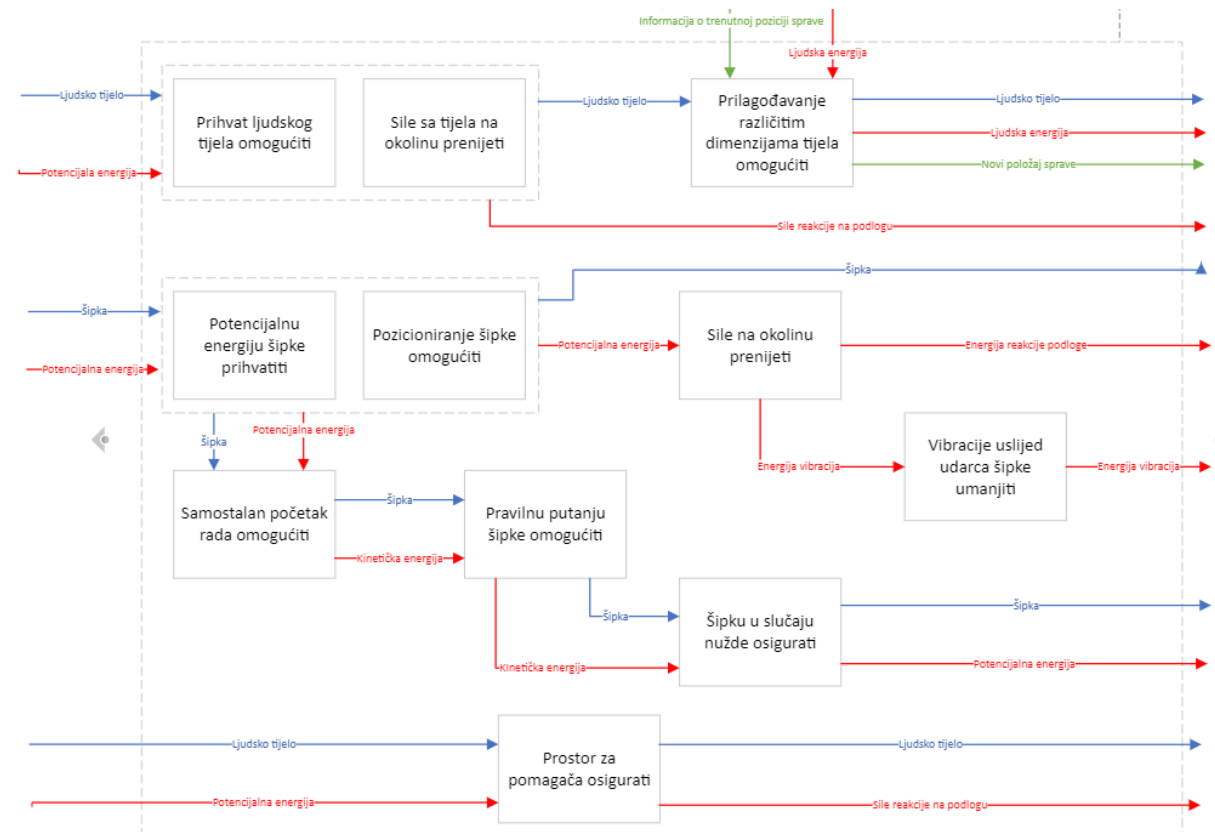 Informacija o trenutnoj poziciji sprave
Ljudska energija
Ljudsko tijelo
Prihvat ljudskog
tijela omogućiti
Sile sa tijela na
okolinu prenijeti
Ljudsko tijelo
Prilagođavanje
različitim
dimenzijama tijela
omogućiti
Ljudsko tijelo
Ljudska energija
Potencijala energija
Novi položaj sprave
Sile reakcije na podlogu
Šipka
Šipka
Potencijalnu
energiju šipke
prihvatiti
Pozicioniranje šipke
omogućiti
Potencijalna energija
Sile na okolinu
prenijeti
Energija reakcije podloge
Potencijalna energija
Šipka
Potencijalna energija
Energija vibracija
Vibracije uslijed
udarca šipke
umanjiti
Energija vibracija
Samostalan početak
rada omogućiti
Šipka
Kinetička energija
Pravilnu putanju
šipke omogućiti
Šipka
KInetička energija
Šipku u slučaju
nužde osigurati
Šipka
Potencijalna energija
Ljudsko tijelo
Potencijalna energija
Prostor za
pomagača osigurati
Ljudsko tijelo
Sile reakcije na podlogu